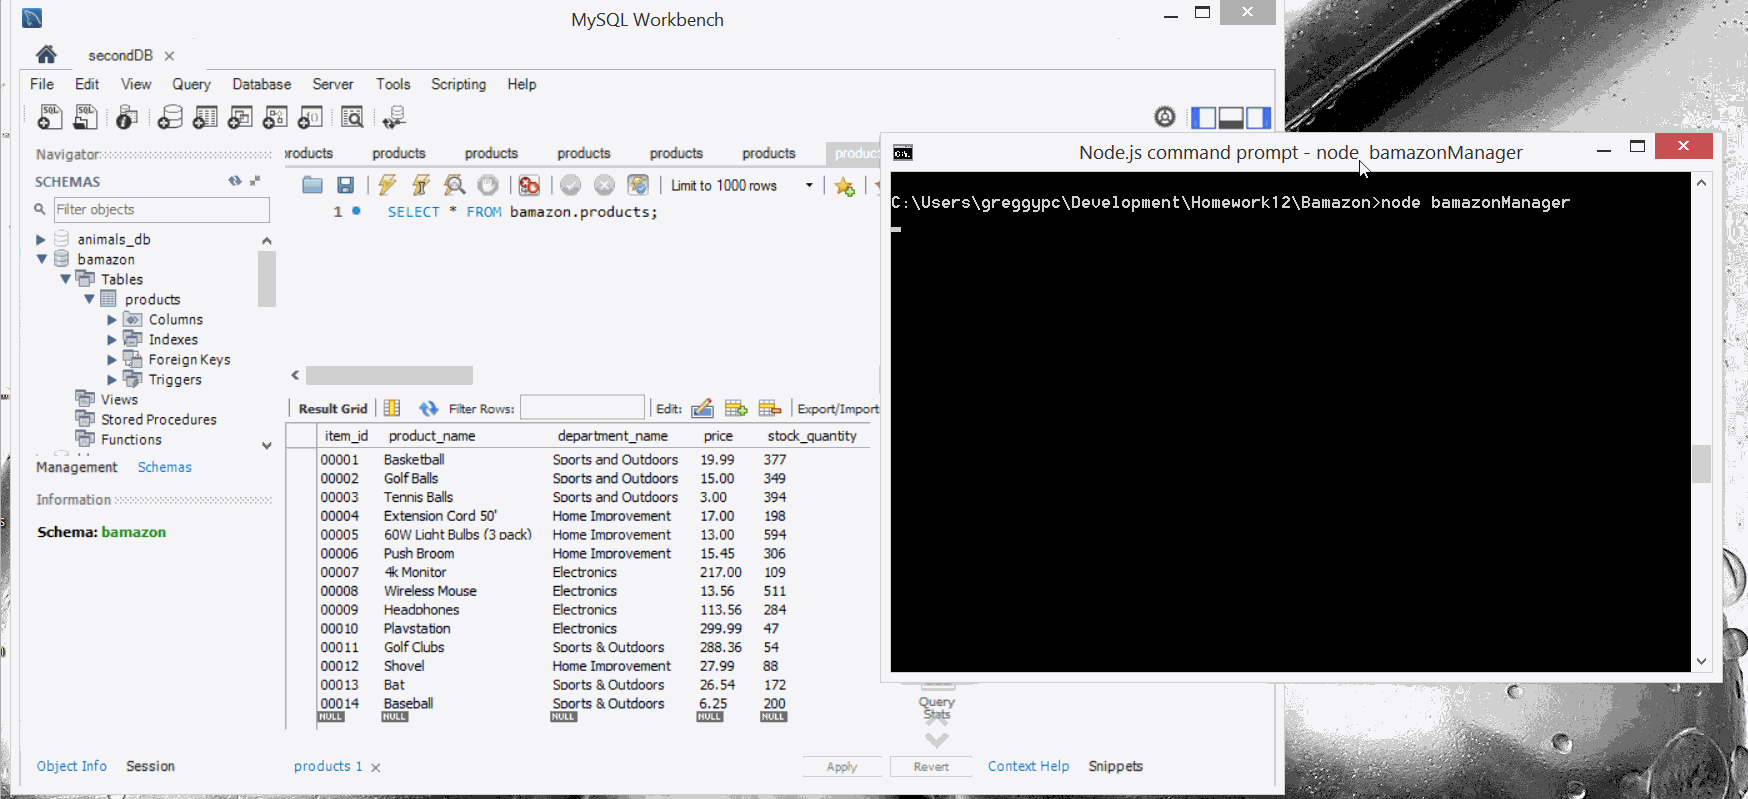 MySQL Workbench
secondDB
File Edit View Query Database Server Tools Scripting Help
Navigator
SCHEMAS
Filter objects
animals_db
bamazon
Tables
products
Columns
Indexes
Foreign Keys
Triggers
Views
Stored Procedures
Functions
Management Schemas
Information
Schema: bamazon
Object Info Session
products products products products products
Limit to 1000 rows
1 SELECT * FROM bamazon.products;
Result Grid Filter Rows: Edit: Export/Import
item_id product_name department_name price stock_quantity
00001 Basketball Sports and Outdoors 19.99 377
00002 Golf Balls Sports and Outdoors 15.00 349
00003 Tennis Balls Sports and Outdoors 3.00 394
00004 Extension Cord 50' Home Improvement 17.00 198
00005 60W Light Bulbs (3 pack) Home Improvement 13.00 594
00006 Push Broom Home Improvement 15.45 306
00007 4k Monitor Electronics 217.00 109
00008 Wireless Mouse Electronics 13.56 511
00009 Headphones Electronics 113.56 284
00010 Playstation Electronics 299.99 47
00011 Golf Clubs Sports & Outdoors 288.36 54
00012 Shovel Home Improvement 27.99 88
00013 Bat Sports & Outdoors 26.54 172
00014 Baseball Sports & Outdoors 6.25 200
NULL NULL NULL NULL NULL
products 1
Query
Stats
Apply Revert Context Help Snippets
Node.js command prompt - node bamazonManager
C:\Users\greggypc\Development\Homework12\Bamazon>node bamazonManager